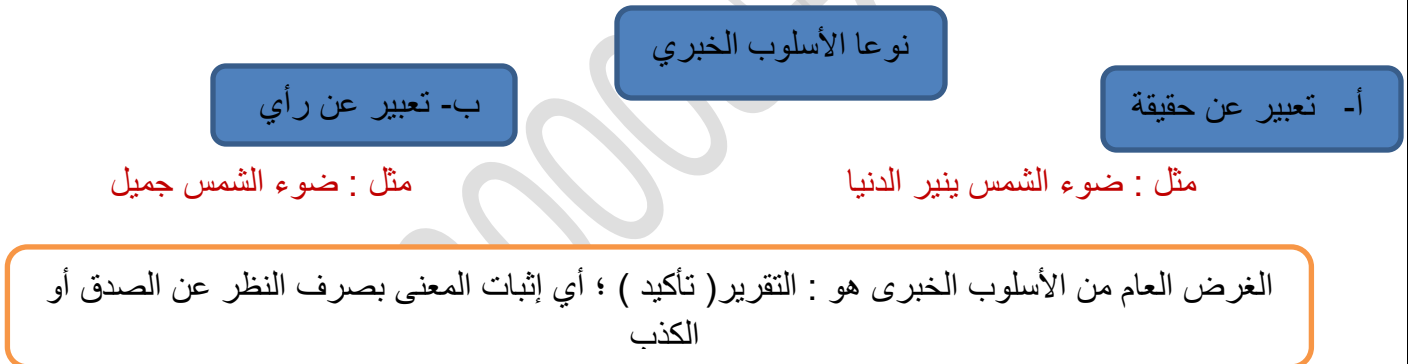 نوعا الأسلوب الخبري
أ- تعبير عن حقيقة
ب- تعبير عن رأي
مثل : ضوء الشمس ينير الدنيا
مثل : ضوء الشمس جميل
الغرض العام من الأسلوب الخبرى هو : التقرير( تأكيد ) ؛ أي إثبات المعنى بصرف النظر عن الصدق أو
الكذب